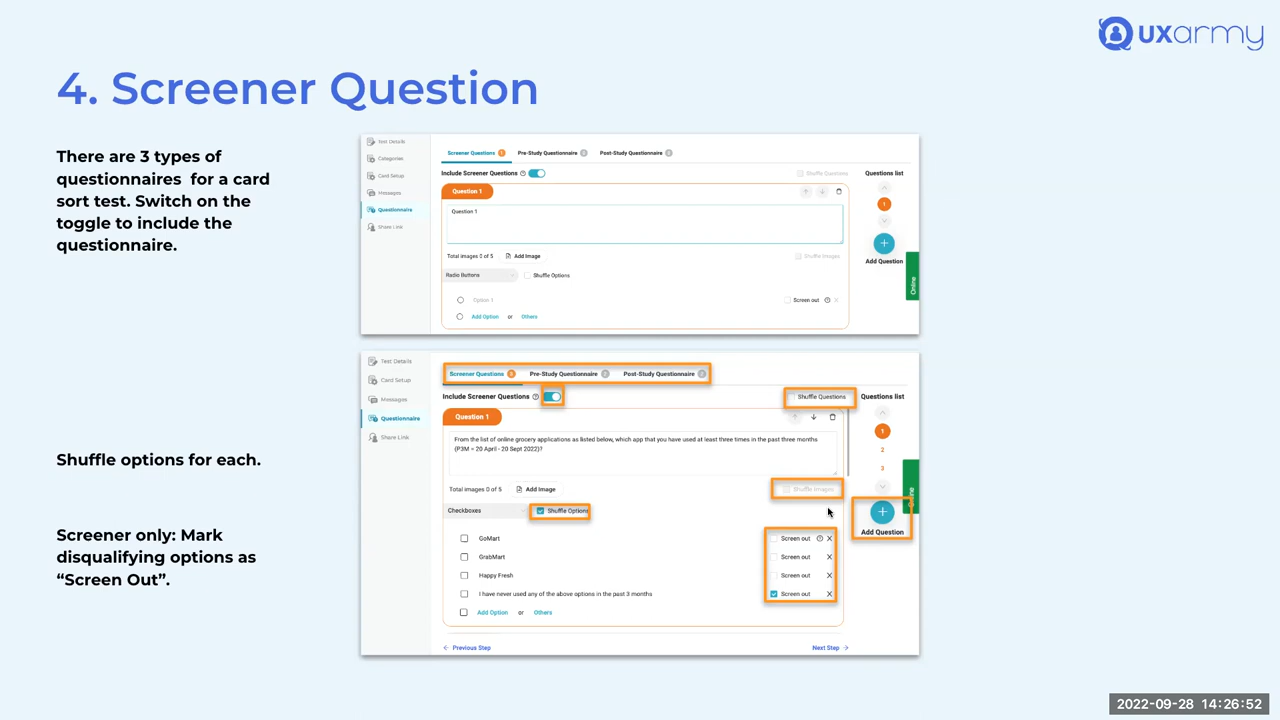 UXarmy
4. Screener Question
There are 3 types of
questionnaires for a card
sort test. Switch on the
toggle to include the
questionnaire.
Shuffle options for each.
Screener only: Mark
disqualifying options as
“Screen Out”.
Test Details
Categories
Card Setup
Messages
Questionnaire
Share Link
Screener Questions 1 Pre-Study Questionnaire Post-Study Questionnaire
Include Screener Questions Shuffle Questions Questions list
Question 1
1
Question 1
Total images 0 of 5 Add Image Shuffle Images
Add Question
Radio Buttons Shuffle Options
Online
Option 1 Screen out X
Add Option or Others
Test Details
Card Setup
Messages
Questionnaire
Share Link
Screener Questions Pre-Study Questionnaire Post-Study Questionnaire
Include Screener Questions Shuffle Questions Questions list
Question 1
1
2
3
From the list of online grocery applications as listed below, which app that you have used at least three times in the past three months
(P3M = 20 April - 20 Sept 2022)?
Total images 0 of 5 Add Image Shuffle Images
Checkboxes Shuffle Options
Add Question
GoMart Screen out X
GrabMart Screen out X
Happy Fresh Screen out X
I have never used any of the above options in the past 3 months Screen out X
Add Option or Others
Previous Step Next Step
2022-09-28 14:26:52